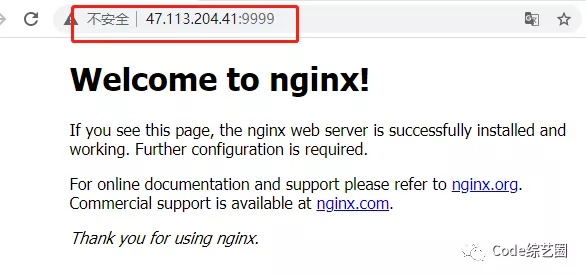 不安全 47.113.204.41:9999
Welcome to nginx!
If you see this page, the nginx web server is successfully installed and
working. Further configuration is required.
For online documentation and support please refer to nginx.org.
Commercial support is available at nginx.com.
Thank you for using nginx.
Code综艺圈